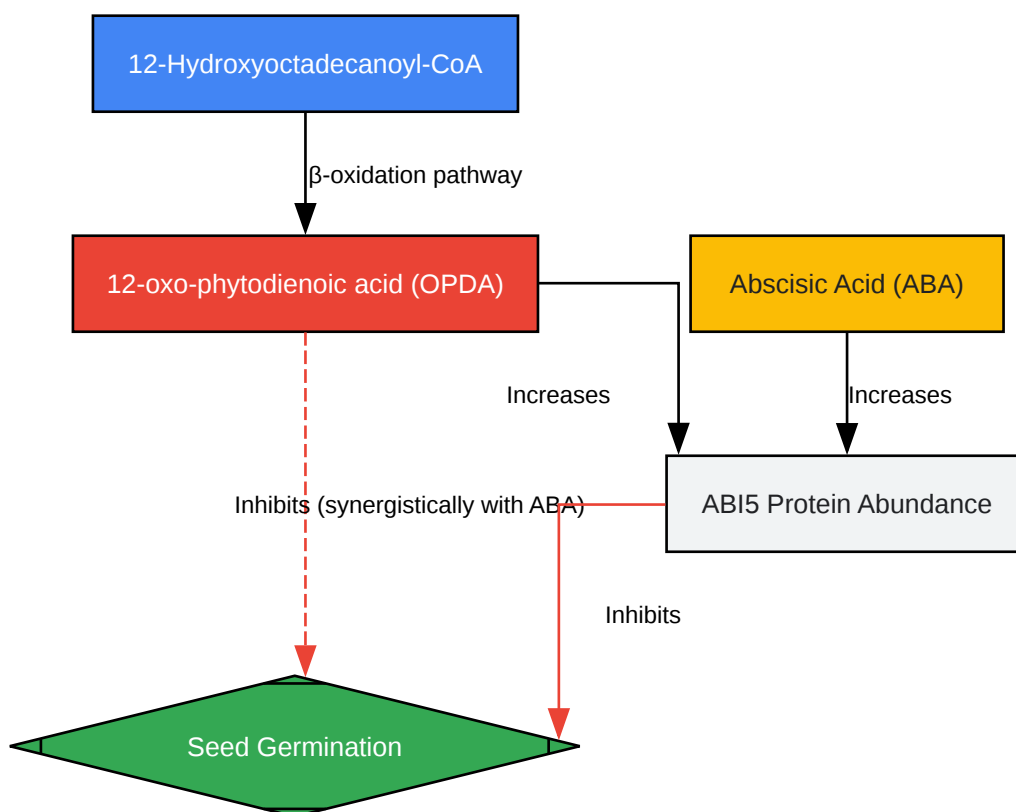 12-Hydroxyoctadecanoyl-CoA
β-oxidation pathway
12-oxo-phytodienoic acid (OPDA)
Abscisic Acid (ABA)
Increases
Increases
Inhibits (synergistically with ABA)
ABI5 Protein Abundance
Inhibits
Seed Germination